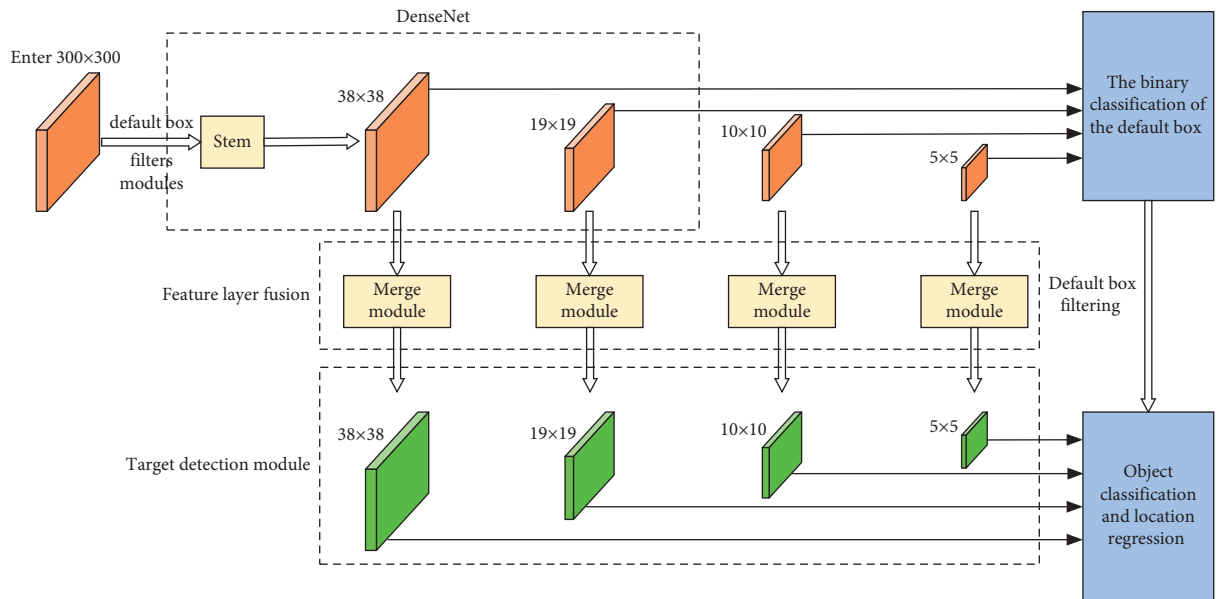 DenseNet
Enter 300×300
default box
filters
modules
Stem
38×38
19×19
10×10
5×5
The binary
classification of
the default box
Feature layer fusion
Merge
module
Merge
module
Merge
module
Merge
module
Default box
filtering
Target detection module
38×38
19×19
10×10
5×5
Object
classification
and location
regression